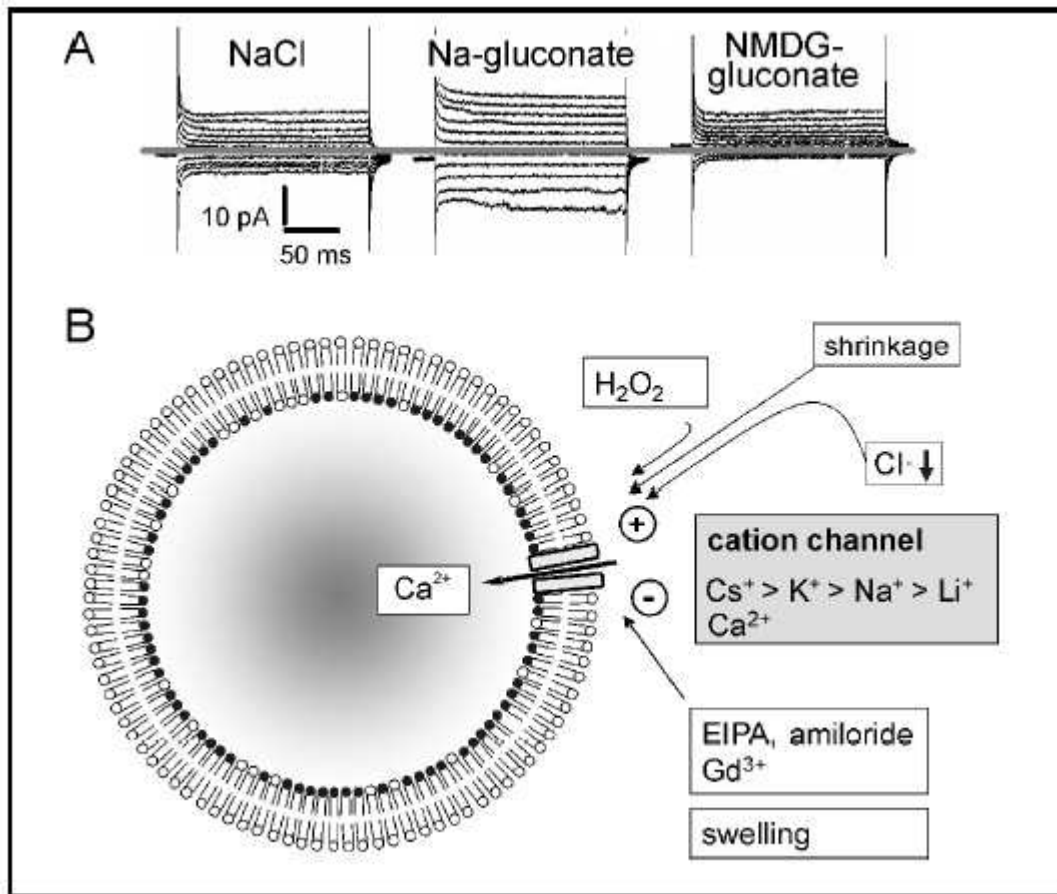 A
NaCl
Na-gluconate
NMDG-
gluconate
10 pA
50 ms
B
shrinkage
H₂O₂
Cl⁻ ↓
+
cation channel
Cs⁺ > K⁺ > Na⁺ > Li⁺
Ca²⁺
Ca²⁺
-
EIPA, amiloride
Gd³⁺
swelling